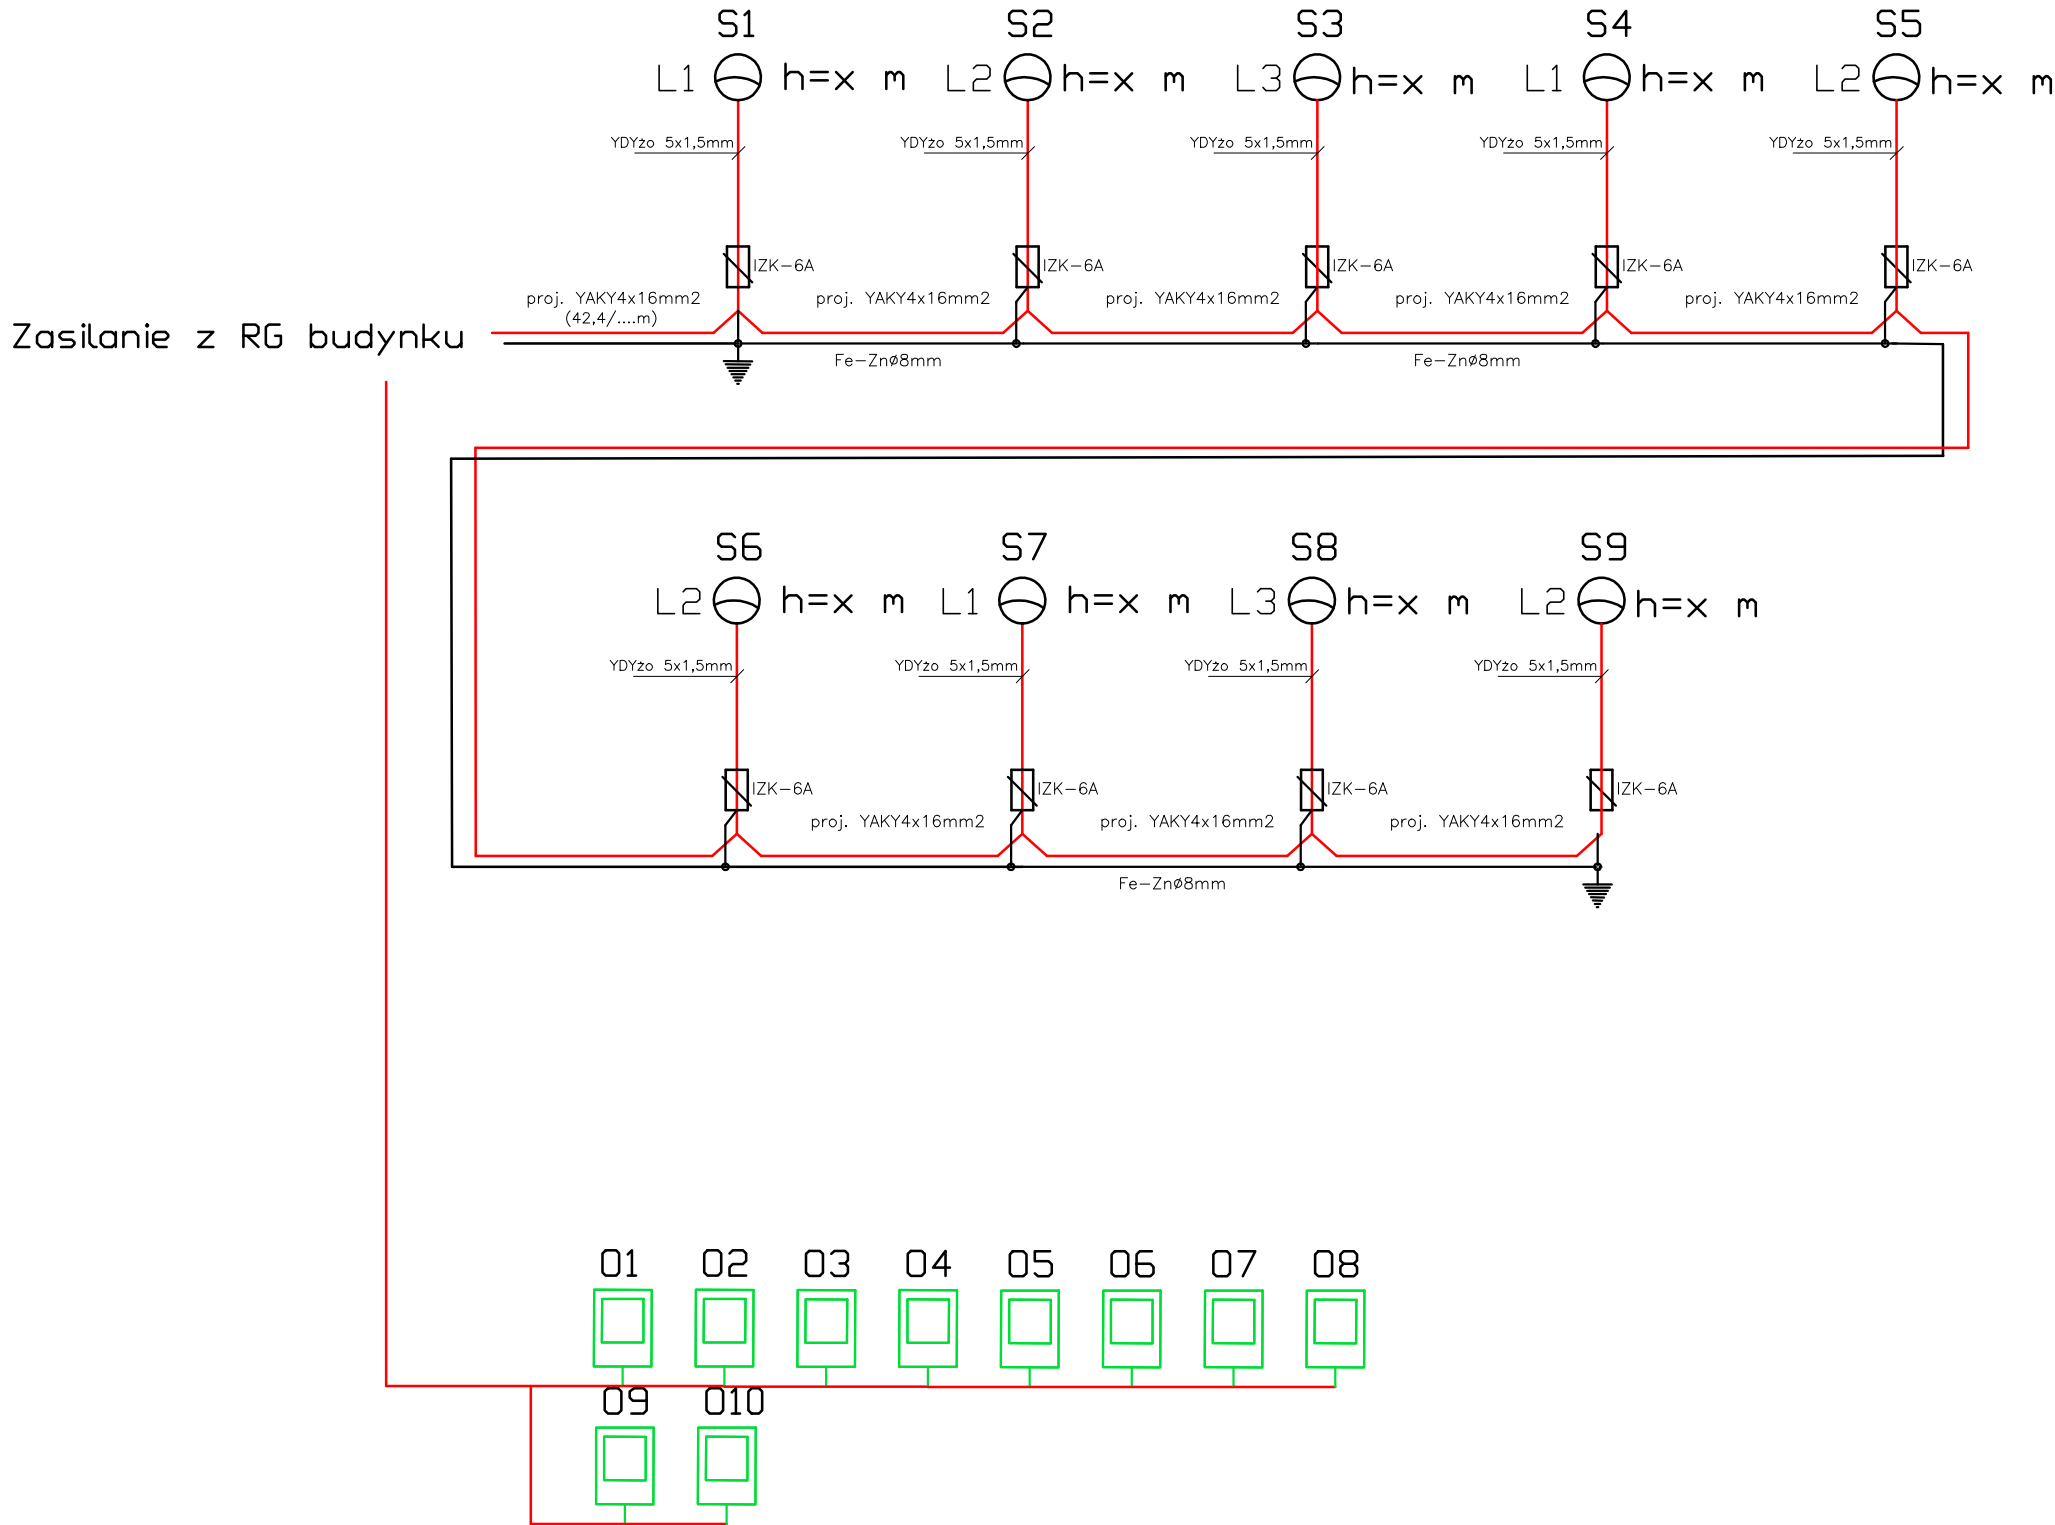 S1 S2 S3 S4 S5
L1 h=x m L2 h=x m L3 h=x m L1 h=x m L2 h=x m
YDYżo 5x1,5mm YDYżo 5x1,5mm YDYżo 5x1,5mm YDYżo 5x1,5mm YDYżo 5x1,5mm
IZK-6A IZK-6A IZK-6A IZK-6A IZK-6A
proj. YAKY4x16mm2 proj. YAKY4x16mm2 proj. YAKY4x16mm2 proj. YAKY4x16mm2 proj. YAKY4x16mm2
(42,4/....m)
Zasilanie z RG budynku
Fe-Znø8mm Fe-Znø8mm
S6 S7 S8 S9
L2 h=x m L1 h=x m L3 h=x m L2 h=x m
YDYżo 5x1,5mm YDYżo 5x1,5mm YDYżo 5x1,5mm YDYżo 5x1,5mm
IZK-6A IZK-6A IZK-6A IZK-6A
proj. YAKY4x16mm2 proj. YAKY4x16mm2 proj. YAKY4x16mm2
Fe-Znø8mm
O1 O2 O3 O4 O5 O6 O7 O8
O9 O10